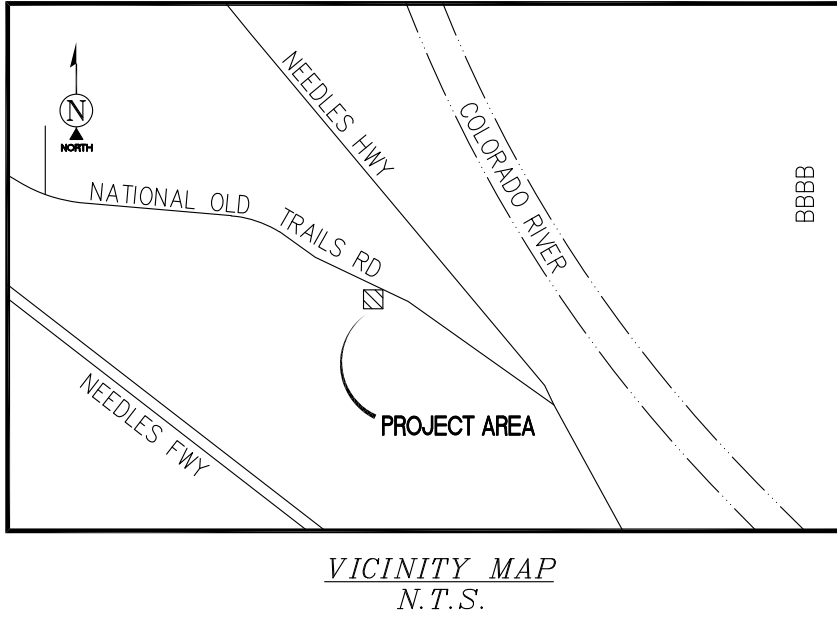 NEEDLES HWY
COLORADO RIVER
N
NORTH
BBBB
NATIONAL OLD TRAILS RD
NEEDLES FWY
PROJECT AREA
VICINITY MAP
N.T.S.